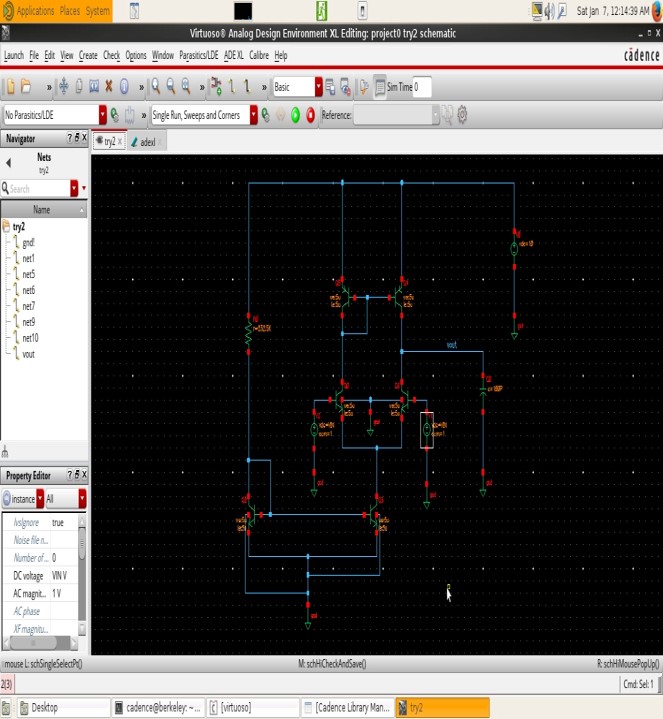 Applications Places System
Sat Jan 7, 12:14:39 AM
Virtuoso® Analog Design Environment XL Editing: project0 try2 schematic
Launch File Edit View Create Check Options Window Parasitics/LDE ADE XL Calibre Help
cādence
» » » Basic Sim Time 0
No Parasitics/LDE » Single Run, Sweeps and Corners Reference:
Navigator
try2 adexl
Nets
try2
Search
Name
try2
gnd!
net1
net5
net6
net7
net9
net10
vout
vout
Property Editor
instance All
lvsIgnore true
Noise file n...
Number of... 0
DC voltage VIN V
AC magnit... 1 V
AC phase
XF magnitu...
mouse L: schSingleSelectPt() M: schHiCheckAndSave() R: schHiMousePopUp()
2(3) Cmd: Sel: 1
Desktop cadence@berkeley: ~... [virtuoso] [Cadence Library Man... try2